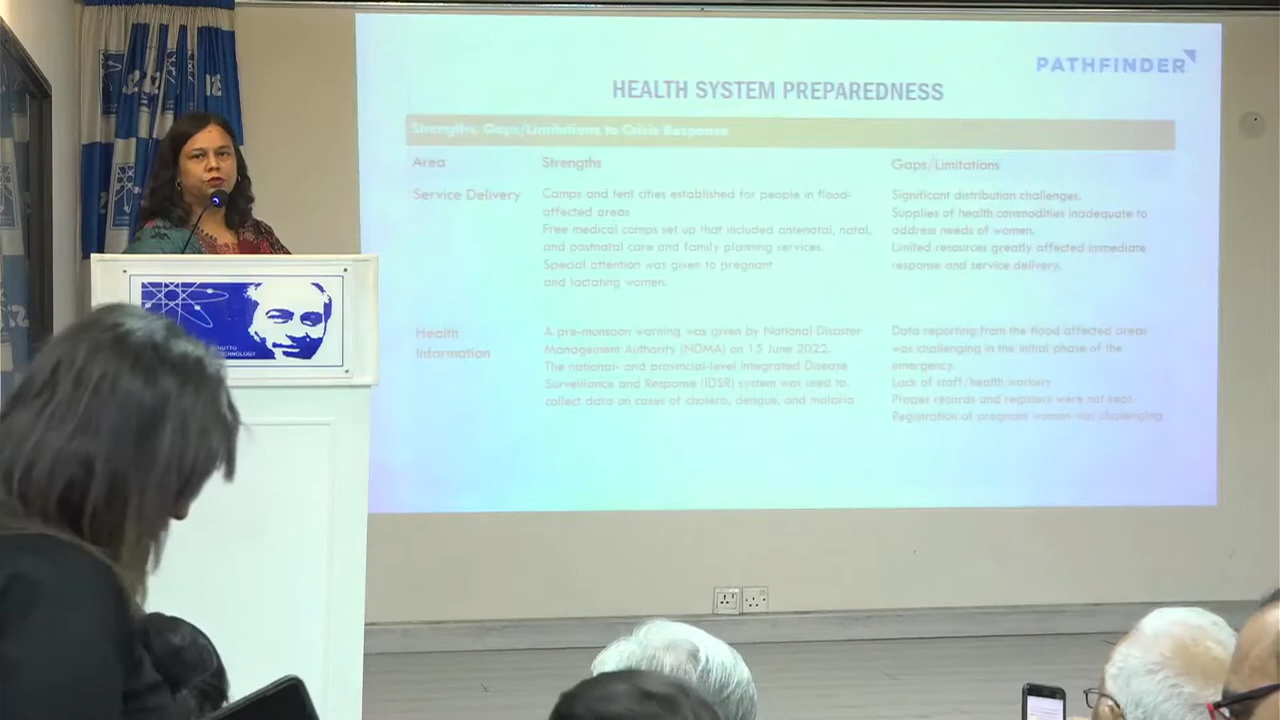 PATHFINDER
HEALTH SYSTEM PREPAREDNESS
Strengths, Gaps/Limitations to Crisis Response
Area
Strengths
Gaps/Limitations
Service Delivery
Camps and tent cities established for people in flood-
affected areas
Free medical camps set up that included antenatal, natal,
and postnatal care and family planning services.
Special attention was given to pregnant
and lactating women.
Significant distribution challenges.
Supplies of health commodities inadequate to
address needs of women.
Limited resources greatly affected immediate
response and service delivery.
Health
Information
A pre-monsoon warning was given by National Disaster
Management Authority (NDMA) on 15 June 2022.
The national- and provincial-level Integrated Disease
Surveillance and Response (IDSR) system was used to
collect data on cases of cholera, dengue, and malaria
Data reporting from the flood affected areas
was challenging in the initial phase of the
emergency.
Lack of staff/health workers
Proper records and registers were not kept.
Registration of pregnant women was challenging